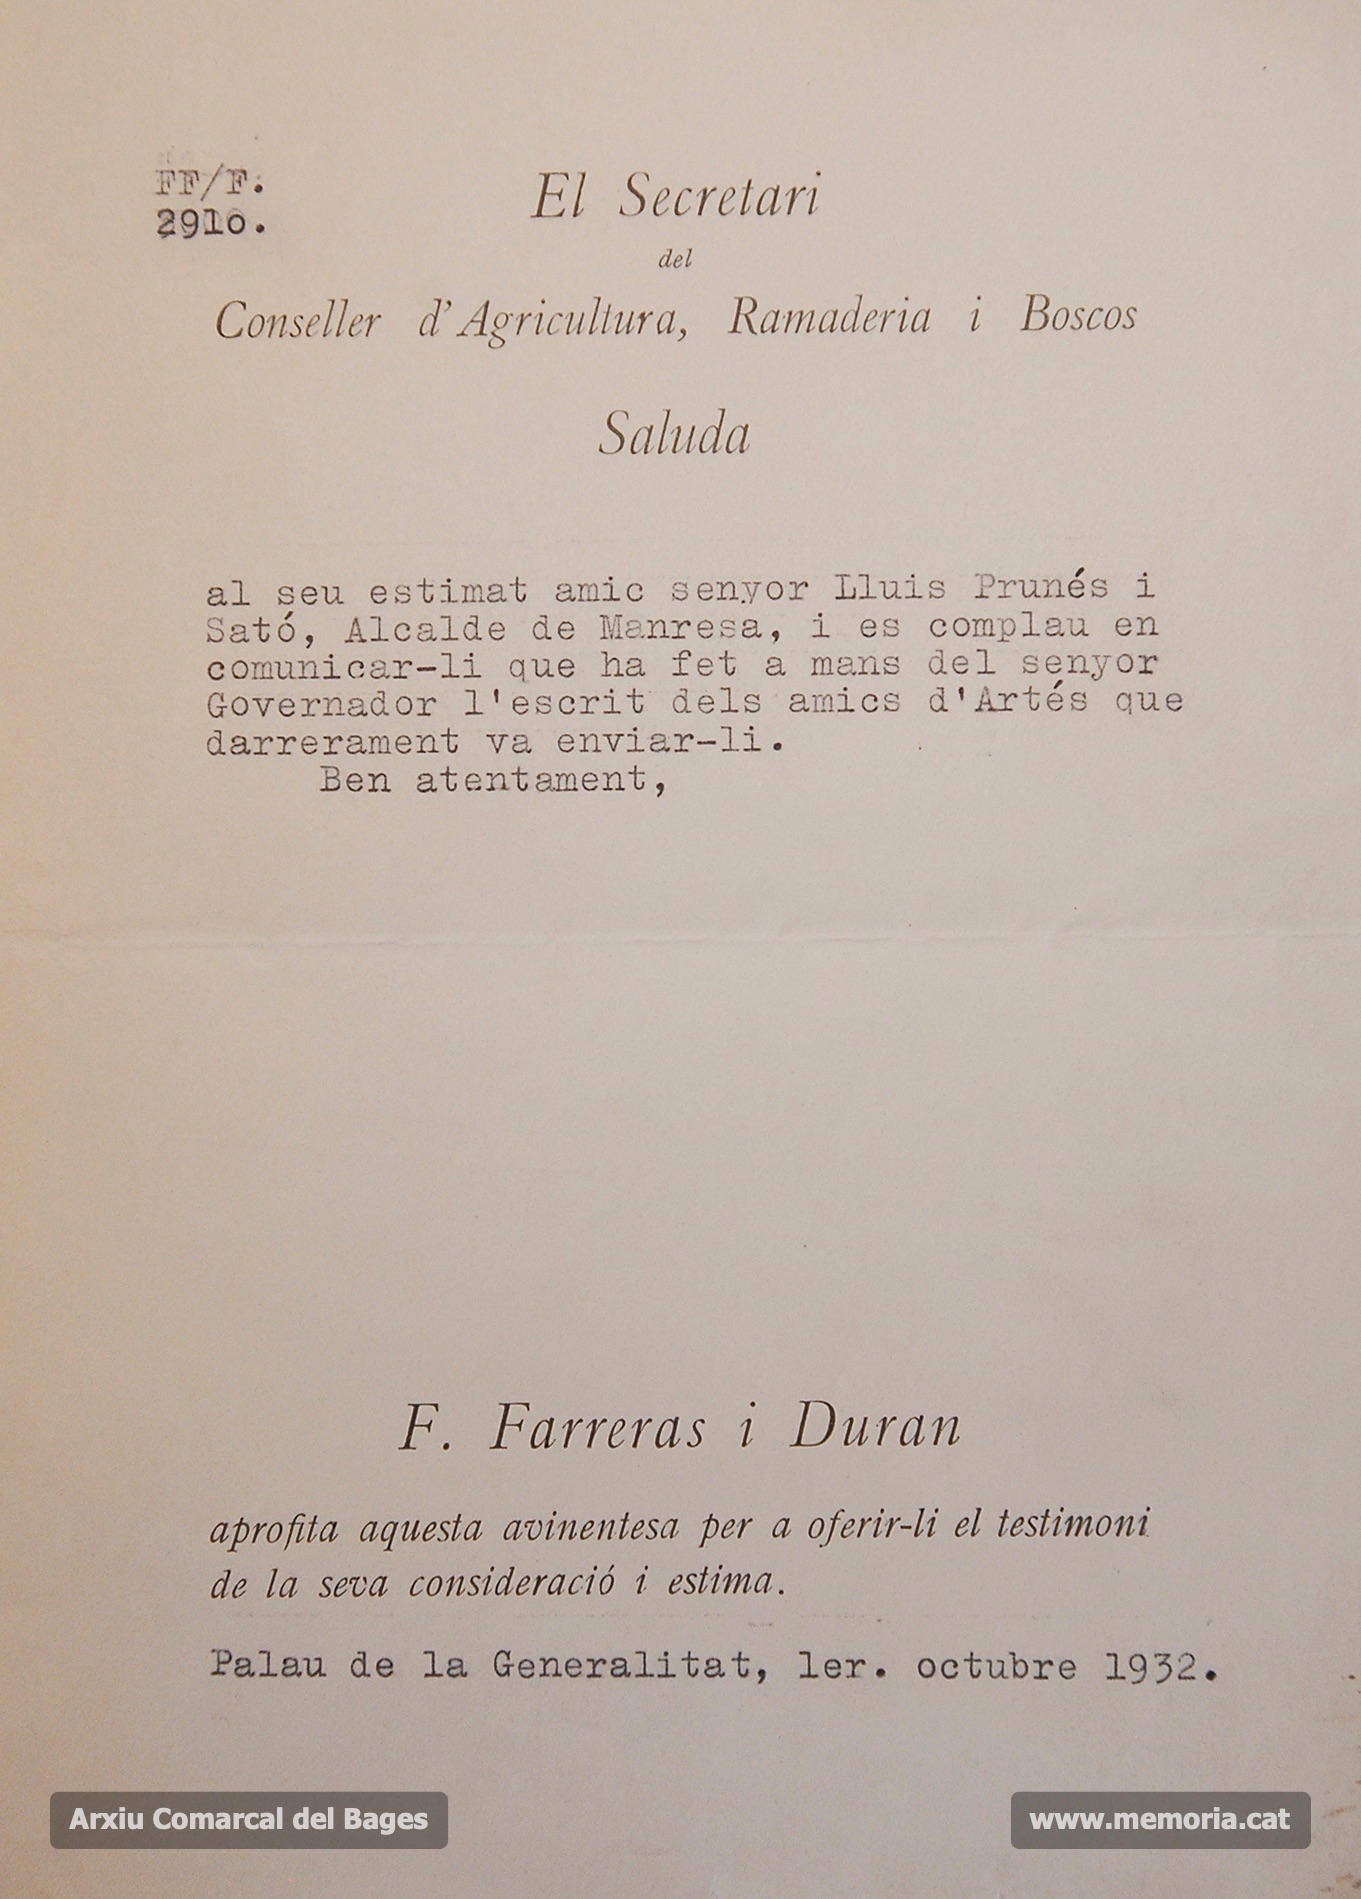 FF/F.
2910.
El Secretari
del
Conseller d'Agricultura, Ramaderia i Boscos
Saluda
al seu estimat amic senyor Lluis Prunés i
Sató, Alcalde de Manresa, i es complau en
comunicar-li que ha fet a mans del senyor
Governador l'escrit dels amics d'Artés que
darrerament va enviar-li.
Ben atentament,
F. Farreras i Duran
aprofita aquesta avinentesa per a oferir-li el testimoni
de la seva consideració i estima.
Palau de la Generalitat, 1er. octubre 1932.
Arxiu Comarcal del Bages
www.memoria.cat